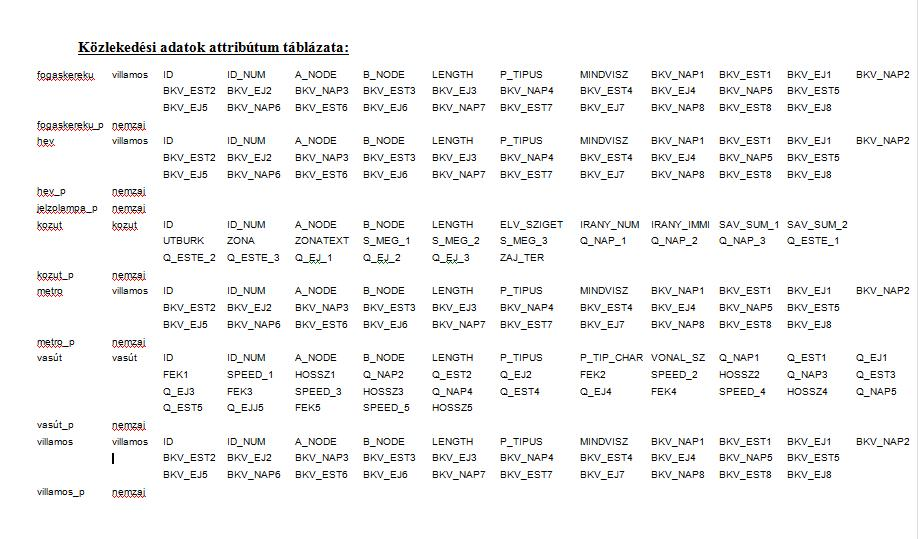 Közlekedési adatok attribútum táblázata:
fogaskereku villamos ID ID_NUM A_NODE B_NODE LENGTH P_TIPUS MINDVISZ BKV_NAP1 BKV_EST1 BKV_EJ1 BKV_NAP2
BKV_EST2 BKV_EJ2 BKV_NAP3 BKV_EST3 BKV_EJ3 BKV_NAP4 BKV_EST4 BKV_EJ4 BKV_NAP5 BKV_EST5
BKV_EJ5 BKV_NAP6 BKV_EST6 BKV_EJ6 BKV_NAP7 BKV_EST7 BKV_EJ7 BKV_NAP8 BKV_EST8 BKV_EJ8
fogaskereku_p nemzaj
hev villamos ID ID_NUM A_NODE B_NODE LENGTH P_TIPUS MINDVISZ BKV_NAP1 BKV_EST1 BKV_EJ1 BKV_NAP2
BKV_EST2 BKV_EJ2 BKV_NAP3 BKV_EST3 BKV_EJ3 BKV_NAP4 BKV_EST4 BKV_EJ4 BKV_NAP5 BKV_EST5
BKV_EJ5 BKV_NAP6 BKV_EST6 BKV_EJ6 BKV_NAP7 BKV_EST7 BKV_EJ7 BKV_NAP8 BKV_EST8 BKV_EJ8
hev_p nemzaj
jelzolampa_p nemzaj
kozut kozut ID ID_NUM A_NODE B_NODE LENGTH ELV_SZIGET IRANY_NUM IRANY_IMMI SAV_SUM_1 SAV_SUM_2
UTBURK ZONA ZONATEXT S_MEG_1 S_MEG_2 S_MEG_3 Q_NAP_1 Q_NAP_2 Q_NAP_3 Q_ESTE_1
Q_ESTE_2 Q_ESTE_3 Q_EJ_1 Q_EJ_2 Q_EJ_3 ZAJ_TER
kozut_p nemzaj
metro villamos ID ID_NUM A_NODE B_NODE LENGTH P_TIPUS MINDVISZ BKV_NAP1 BKV_EST1 BKV_EJ1 BKV_NAP2
BKV_EST2 BKV_EJ2 BKV_NAP3 BKV_EST3 BKV_EJ3 BKV_NAP4 BKV_EST4 BKV_EJ4 BKV_NAP5 BKV_EST5
BKV_EJ5 BKV_NAP6 BKV_EST6 BKV_EJ6 BKV_NAP7 BKV_EST7 BKV_EJ7 BKV_NAP8 BKV_EST8 BKV_EJ8
metro_p nemzaj
vasút vasút ID ID_NUM A_NODE B_NODE LENGTH P_TIPUS P_TIP_CHAR VONAL_SZ Q_NAP1 Q_EST1 Q_EJ1
FEK1 SPEED_1 HOSSZ1 Q_NAP2 Q_EST2 Q_EJ2 FEK2 SPEED_2 HOSSZ2 Q_NAP3 Q_EST3
Q_EJ3 FEK3 SPEED_3 HOSSZ3 Q_NAP4 Q_EST4 Q_EJ4 FEK4 SPEED_4 HOSSZ4 Q_NAP5
Q_EST5 Q_EJJ5 FEK5 SPEED_5 HOSSZ5
vasút_p nemzaj
villamos villamos ID ID_NUM A_NODE B_NODE LENGTH P_TIPUS MINDVISZ BKV_NAP1 BKV_EST1 BKV_EJ1 BKV_NAP2
BKV_EST2 BKV_EJ2 BKV_NAP3 BKV_EST3 BKV_EJ3 BKV_NAP4 BKV_EST4 BKV_EJ4 BKV_NAP5 BKV_EST5
BKV_EJ5 BKV_NAP6 BKV_EST6 BKV_EJ6 BKV_NAP7 BKV_EST7 BKV_EJ7 BKV_NAP8 BKV_EST8 BKV_EJ8
villamos_p nemzaj